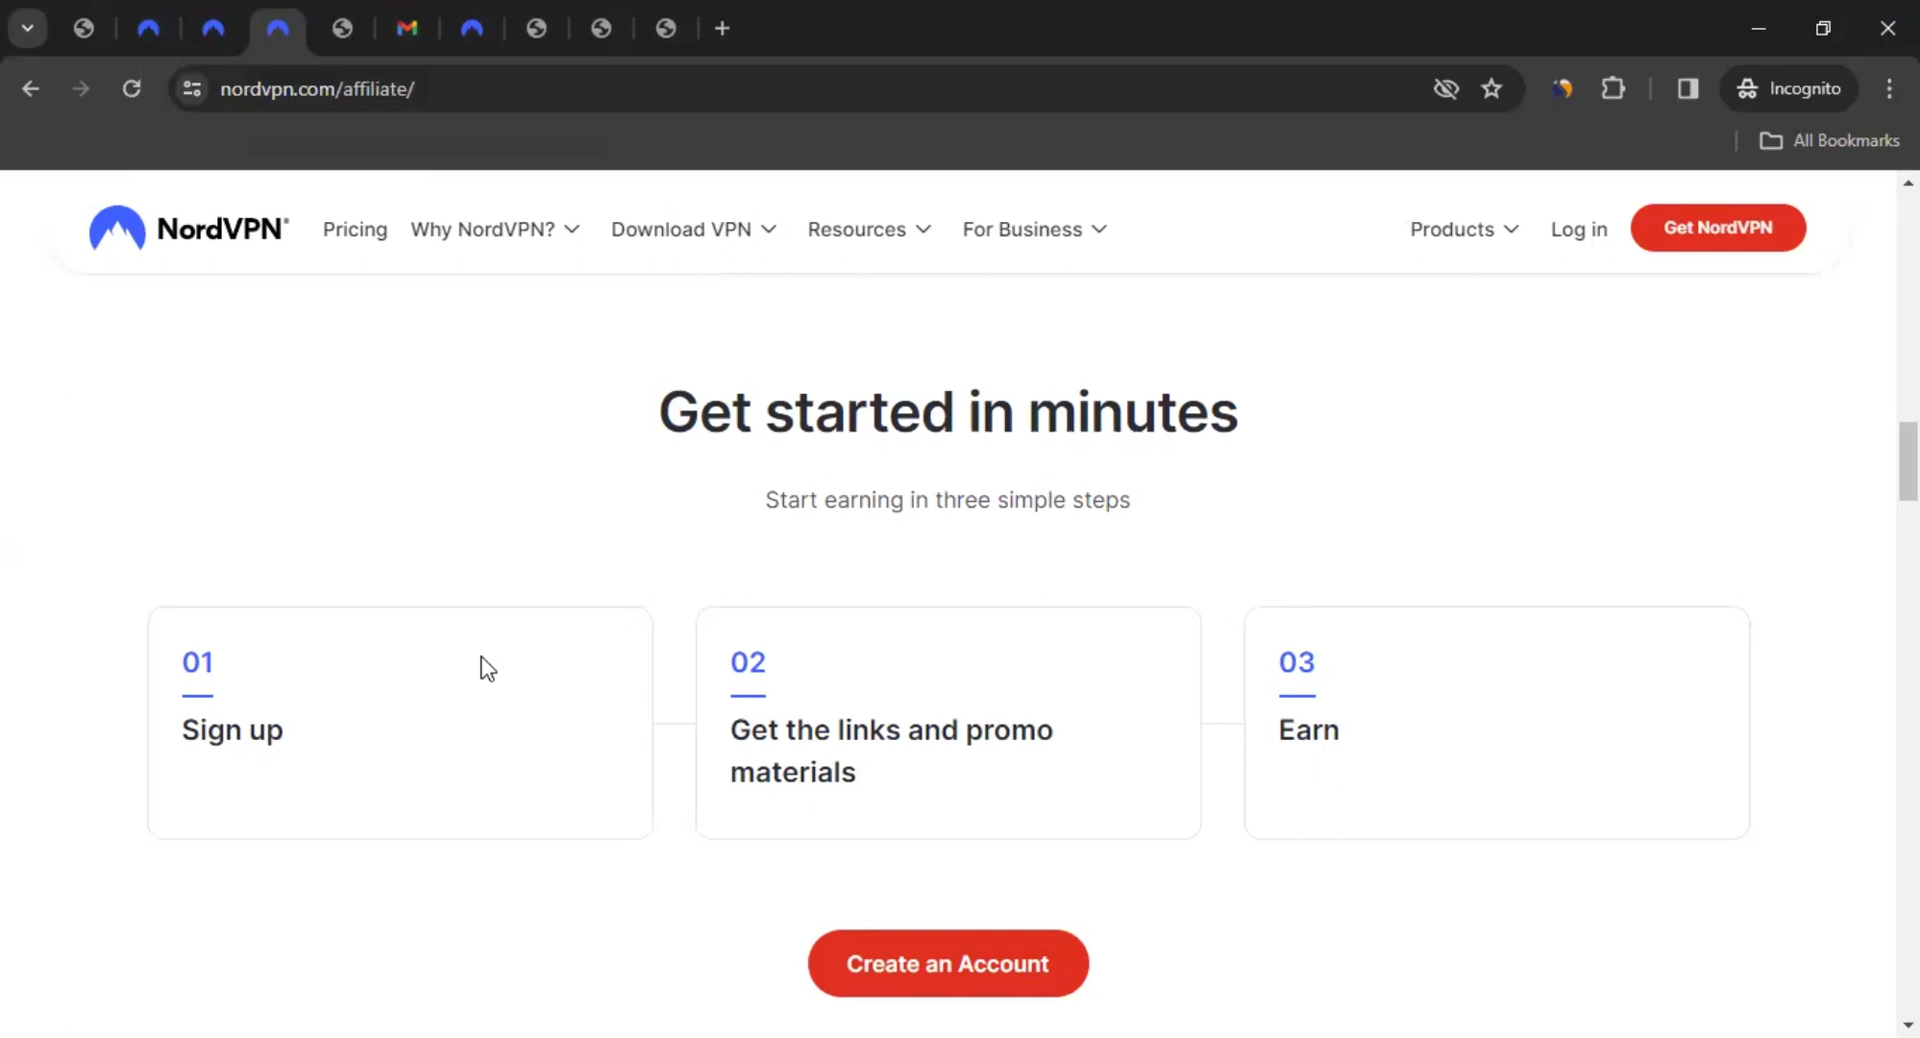 nordvpn.com/affiliate/
Incognito
All Bookmarks
NordVPN®
Pricing
Why NordVPN?
Download VPN
Resources
For Business
Products
Log in
Get NordVPN
Get started in minutes
Start earning in three simple steps
01
Sign up
02
Get the links and promo
materials
03
Earn
Create an Account